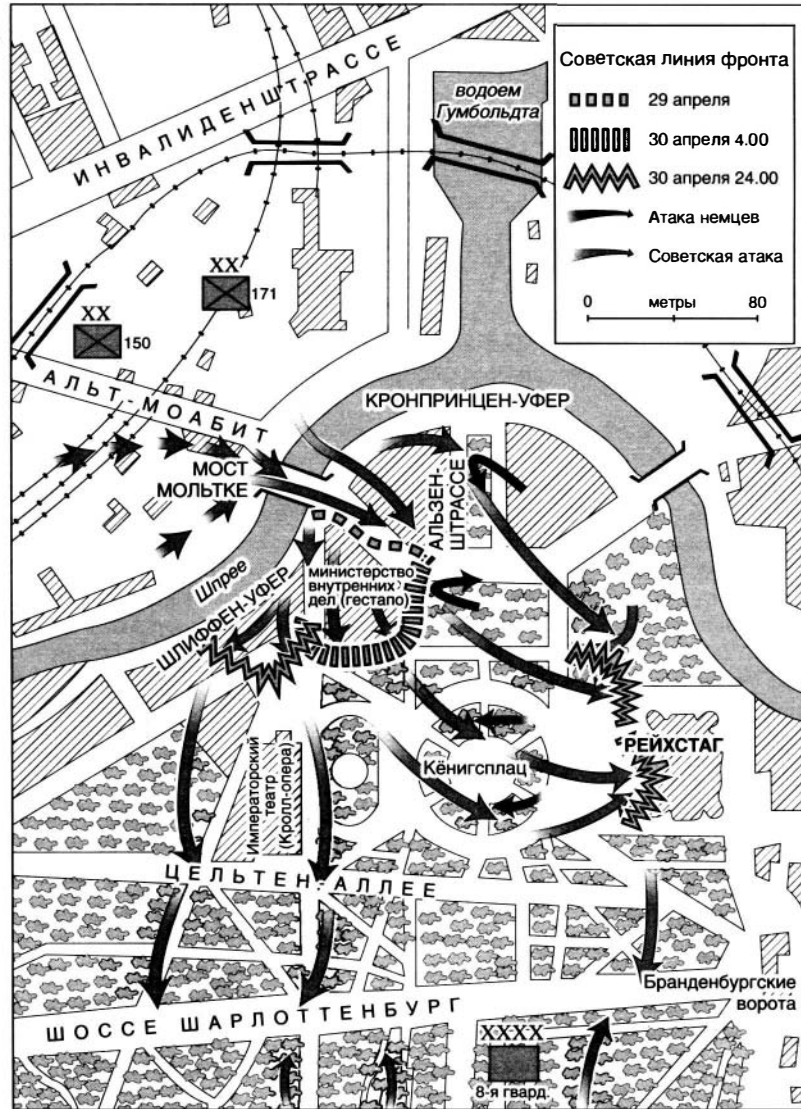 Советская линия фронта
29 апреля
30 апреля 4.00
30 апреля 24.00
Атака немцев
Советская атака
0 метры 80
ИНВАЛИДЕНШТРАССЕ
водоем
Гумбольдта
XX
171
XX
150
АЛЬТ-МОАБИТ
КРОНПРИНЦЕН-УФЕР
МОСТ
МОЛЬТКЕ
АЛЬЗЕН-
ШТРАССЕ
Шпрее
ШЛИФФЕН-УФЕР
министерство
внутренних
дел (гестапо)
РЕЙХСТАГ
Кёнигсплац
Императорский
театр
(Кролл-опера)
ЦЕЛЬТЕН-АЛЛЕЕ
Бранденбургские
ворота
ШОССЕ ШАРЛОТТЕНБУРГ
XXXX
8-я гвард.